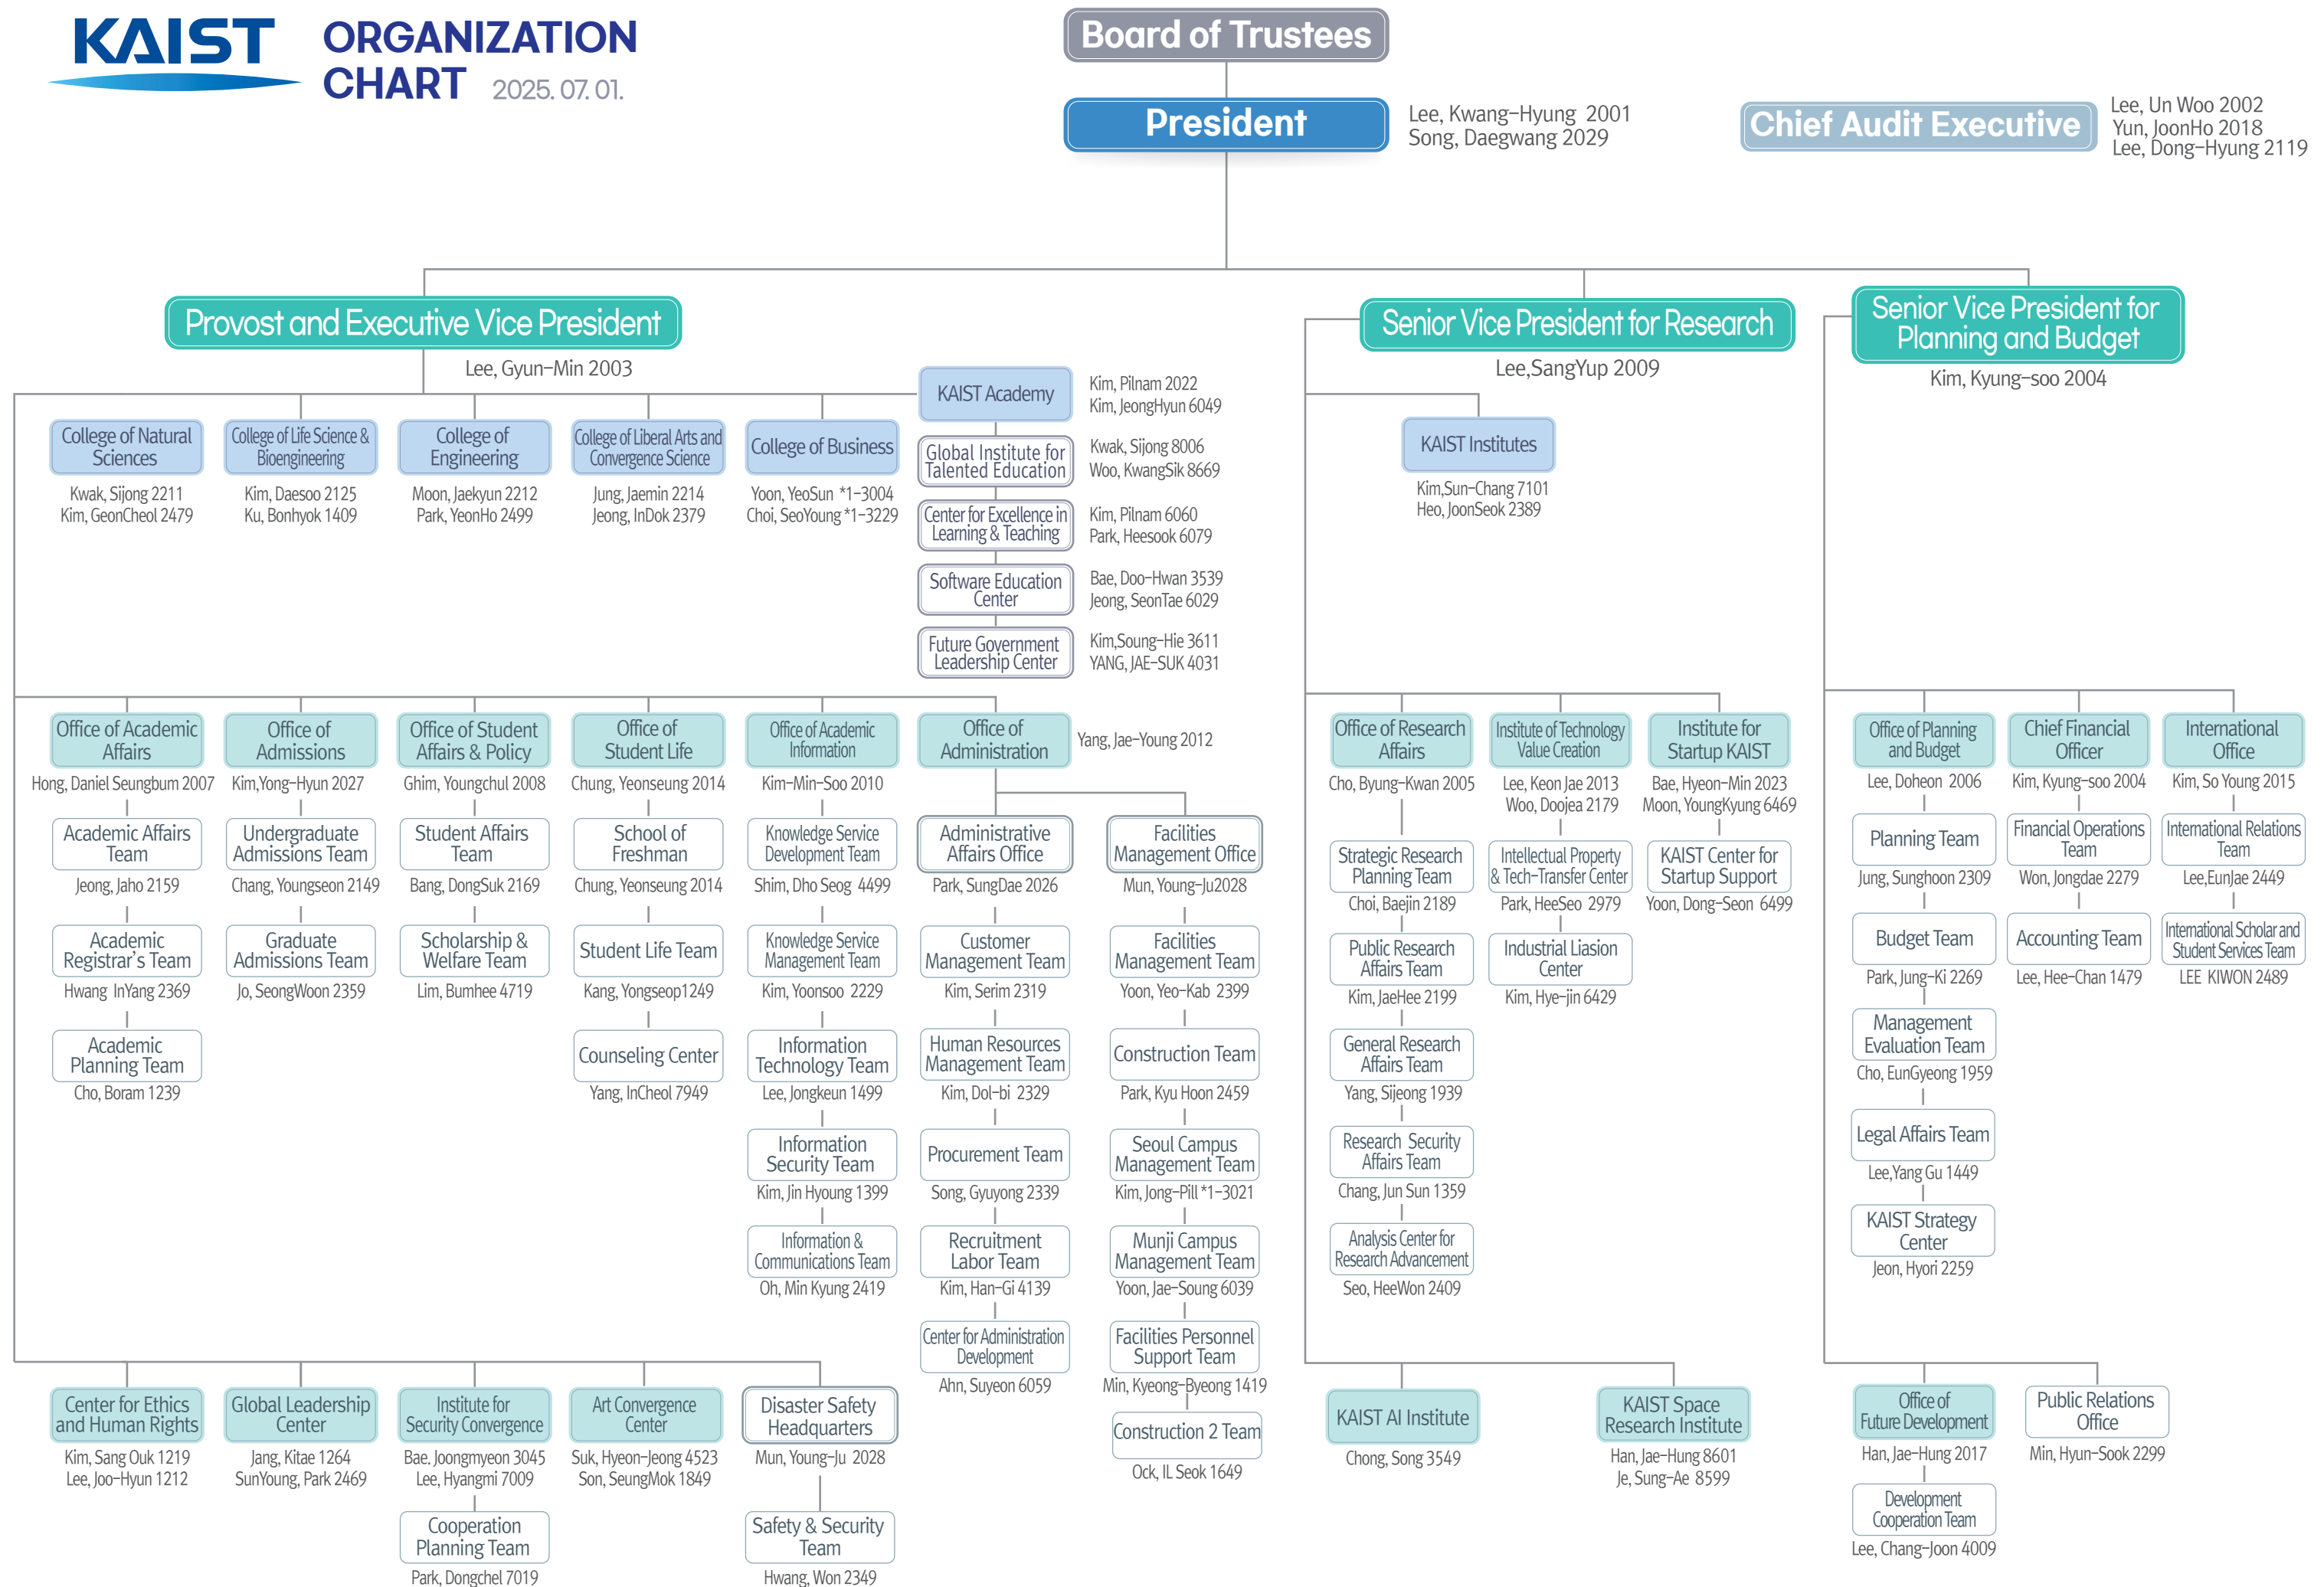 KAIST
ORGANIZATION
CHART 2025. 07. 01.
Board of Trustees
President
Lee, Kwang-Hyung 2001
Song, Daegwang 2029
Chief Audit Executive
Lee, Un Woo 2002
Yun, JoonHo 2018
Lee, Dong-Hyung 2119
Provost and Executive Vice President
Lee, Gyun-Min 2003
Senior Vice President for Research
Lee,SangYup 2009
Senior Vice President for
Planning and Budget
Kim, Kyung-soo 2004
College of Natural
Sciences
Kwak, Sijong 2211
Kim, GeonCheol 2479
College of Life Science &
Bioengineering
Kim, Daesoo 2125
Ku, Bonhyok 1409
College of
Engineering
Moon, Jaekyun 2212
Park, YeonHo 2499
College of Liberal Arts and
Convergence Science
Jung, Jaemin 2214
Jeong, InDok 2379
College of Business
Yoon, YeoSun *1-3004
Choi, SeoYoung *1-3229
KAIST Academy
Kim, Pilnam 2022
Kim, JeongHyun 6049
Global Institute for
Talented Education
Kwak, Sijong 8006
Woo, KwangSik 8669
Center for Excellence in
Learning & Teaching
Kim, Pilnam 6060
Park, Heesook 6079
Software Education
Center
Bae, Doo-Hwan 3539
Jeong, SeonTae 6029
Future Government
Leadership Center
Kim,Soung-Hie 3611
YANG, JAE-SUK 4031
KAIST Institutes
Kim,Sun-Chang 7101
Heo, JoonSeok 2389
Office of Academic
Affairs
Hong, Daniel Seungbum 2007
Academic Affairs
Team
Jeong, Jaho 2159
Academic
Registrar's Team
Hwang InYang 2369
Academic
Planning Team
Cho, Boram 1239
Office of
Admissions
Kim,Yong-Hyun 2027
Undergraduate
Admissions Team
Chang, Youngseon 2149
Graduate
Admissions Team
Jo, SeongWoon 2359
Office of Student
Affairs & Policy
Ghim, Youngchul 2008
Student Affairs
Team
Bang, DongSuk 2169
Scholarship &
Welfare Team
Lim, Bumhee 4719
Office of
Student Life
Chung, Yeonseung 2014
School of
Freshman
Chung, Yeonseung 2014
Student Life Team
Kang, Yongseop1249
Counseling Center
Yang, InCheol 7949
Office of Academic
Information
Kim-Min-Soo 2010
Knowledge Service
Development Team
Shim, Dho Seog 4499
Knowledge Service
Management Team
Kim, Yoonsoo 2229
Information
Technology Team
Lee, Jongkeun 1499
Information
Security Team
Kim, Jin Hyoung 1399
Information &
Communications Team
Oh, Min Kyung 2419
Office of
Administration
Yang, Jae-Young 2012
Administrative
Affairs Office
Park, SungDae 2026
Customer
Management Team
Kim, Serim 2319
Human Resources
Management Team
Kim, Dol-bi 2329
Procurement Team
Song, Gyuyong 2339
Recruitment
Labor Team
Kim, Han-Gi 4139
Center for Administration
Development
Ahn, Suyeon 6059
Facilities
Management Office
Mun, Young-Ju2028
Facilities
Management Team
Yoon, Yeo-Kab 2399
Construction Team
Park, Kyu Hoon 2459
Seoul Campus
Management Team
Kim, Jong-Pill *1-3021
Munji Campus
Management Team
Yoon, Jae-Soung 6039
Facilities Personnel
Support Team
Min, Kyeong-Byeong 1419
Construction 2 Team
Ock, IL Seok 1649
Office of Research
Affairs
Cho, Byung-Kwan 2005
Strategic Research
Planning Team
Choi, Baejin 2189
Public Research
Affairs Team
Kim, JaeHee 2199
General Research
Affairs Team
Yang, Sijeong 1939
Research Security
Affairs Team
Chang, Jun Sun 1359
Analysis Center for
Research Advancement
Seo, HeeWon 2409
Institute of Technology
Value Creation
Lee, Keon Jae 2013
Woo, Doojea 2179
Intellectual Property
& Tech-Transfer Center
Park, HeeSeo 2979
Industrial Liasion
Center
Kim, Hye-jin 6429
Institute for
Startup KAIST
Bae, Hyeon-Min 2023
Moon, YoungKyung 6469
KAIST Center for
Startup Support
Yoon, Dong-Seon 6499
Office of Planning
and Budget
Lee, Doheon 2006
Planning Team
Jung, Sunghoon 2309
Budget Team
Park, Jung-Ki 2269
Management
Evaluation Team
Cho, EunGyeong 1959
Legal Affairs Team
Lee,Yang Gu 1449
KAIST Strategy
Center
Jeon, Hyori 2259
Chief Financial
Officer
Kim, Kyung-soo 2004
Financial Operations
Team
Won, Jongdae 2279
Accounting Team
Lee, Hee-Chan 1479
International
Office
Kim, So Young 2015
International Relations
Team
Lee,EunJae 2449
International Scholar and
Student Services Team
LEE KIWON 2489
Center for Ethics
and Human Rights
Kim, Sang Ouk 1219
Lee, Joo-Hyun 1212
Global Leadership
Center
Jang, Kitae 1264
SunYoung, Park 2469
Institute for
Security Convergence
Bae. Joongmyeon 3045
Lee, Hyangmi 7009
Cooperation
Planning Team
Park, Dongchel 7019
Art Convergence
Center
Suk, Hyeon-Jeong 4523
Son, SeungMok 1849
Disaster Safety
Headquarters
Mun, Young-Ju 2028
Safety & Security
Team
Hwang, Won 2349
KAIST AI Institute
Chong, Song 3549
KAIST Space
Research Institute
Han, Jae-Hung 8601
Je, Sung-Ae 8599
Office of
Future Development
Han, Jae-Hung 2017
Development
Cooperation Team
Lee, Chang-Joon 4009
Public Relations
Office
Min, Hyun-Sook 2299